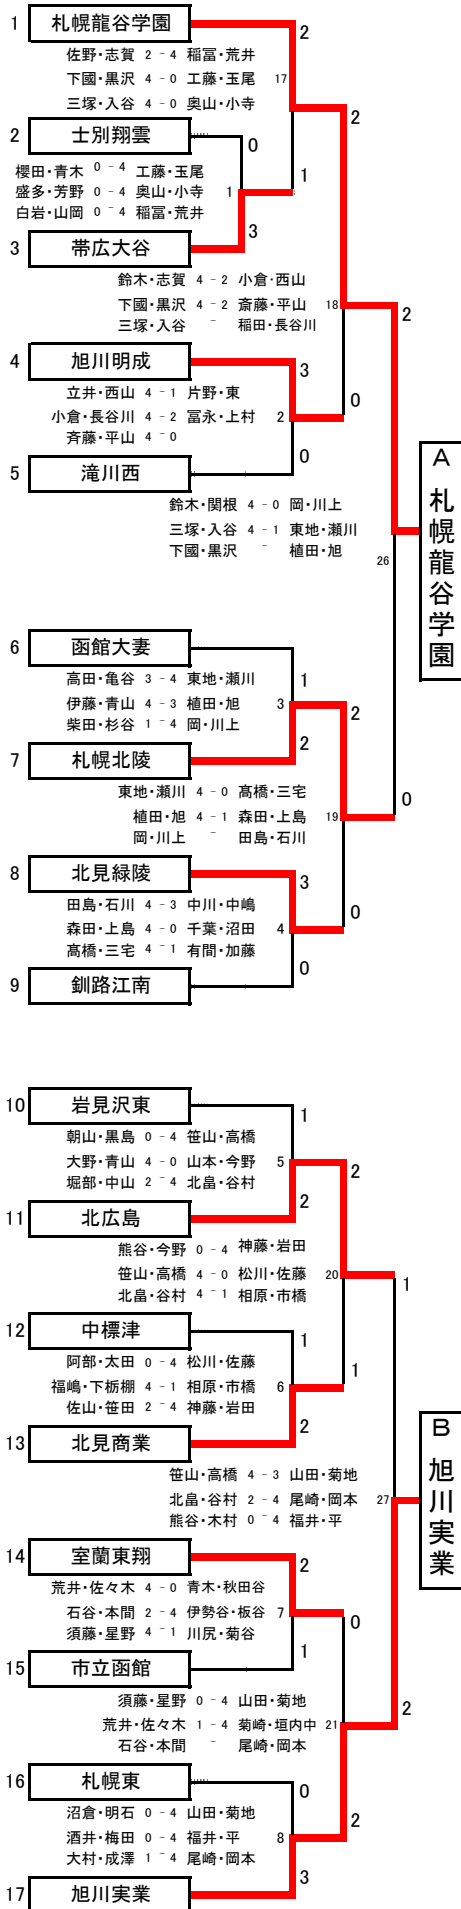 1 札幌龍谷学園 2
佐野・志賀 2 - 4 稲冨・荒井
下國・黒沢 4 - 0 工藤・玉尾 17
三塚・入谷 4 - 0 奥山・小寺
2
2 士別翔雲 0
櫻田・青木 0 - 4 工藤・玉尾
盛多・芳野 0 - 4 奥山・小寺 1
白岩・山岡 0 - 4 稲冨・荒井
1
3 帯広大谷 3
鈴木・志賀 4 - 2 小倉・西山
下國・黒沢 4 - 2 斎藤・平山 18
三塚・入谷 - 稲田・長谷川
2
4 旭川明成 3
立井・西山 4 - 1 片野・東
小倉・長谷川 4 - 2 冨永・上村 2
斉藤・平山 4 - 0
0
5 滝川西 0
鈴木・関根 4 - 0 岡・川上
三塚・入谷 4 - 1 東地・瀬川
下國・黒沢 - 植田・旭
26
A 札幌龍谷学園
6 函館大妻 1
高田・亀谷 3 - 4 東地・瀬川
伊藤・青山 4 - 3 植田・旭 3
柴田・杉谷 1 - 4 岡・川上
2
7 札幌北陵 2
東地・瀬川 4 - 0 髙橋・三宅
植田・旭 4 - 1 森田・上島 19
岡・川上 - 田島・石川
0
8 北見緑陵 3
田島・石川 4 - 3 中川・中嶋
森田・上島 4 - 0 千葉・沼田 4
髙橋・三宅 4 - 1 有間・加藤
0
9 釧路江南 0
10 岩見沢東 1
朝山・黒島 0 - 4 笹山・高橋
大野・青山 4 - 0 山本・今野 5
堀部・中山 2 - 4 北畠・谷村
2
11 北広島 2
熊谷・今野 0 - 4 神藤・岩田
笹山・高橋 4 - 0 松川・佐藤 20
北畠・谷村 4 - 1 相原・市橋
1
12 中標津 1
阿部・太田 0 - 4 松川・佐藤
福嶋・下栃棚 4 - 1 相原・市橋 6
佐山・笹田 2 - 4 神藤・岩田
1
13 北見商業 2
笹山・高橋 4 - 3 山田・菊地
北畠・谷村 2 - 4 尾崎・岡本 27
熊谷・木村 0 - 4 福井・平
B 旭川実業
14 室蘭東翔 2
荒井・佐々木 4 - 0 青木・秋田谷
石谷・本間 2 - 4 伊勢谷・板谷 7
須藤・星野 4 - 1 川尻・菊谷
0
15 市立函館 1
須藤・星野 0 - 4 山田・菊地
荒井・佐々木 1 - 4 菊崎・垣内中 21
石谷・本間 - 尾崎・岡本
2
16 札幌東 0
沼倉・明石 0 - 4 山田・菊地
酒井・梅田 0 - 4 福井・平 8
大村・成澤 1 - 4 尾崎・岡本
2
17 旭川実業 3